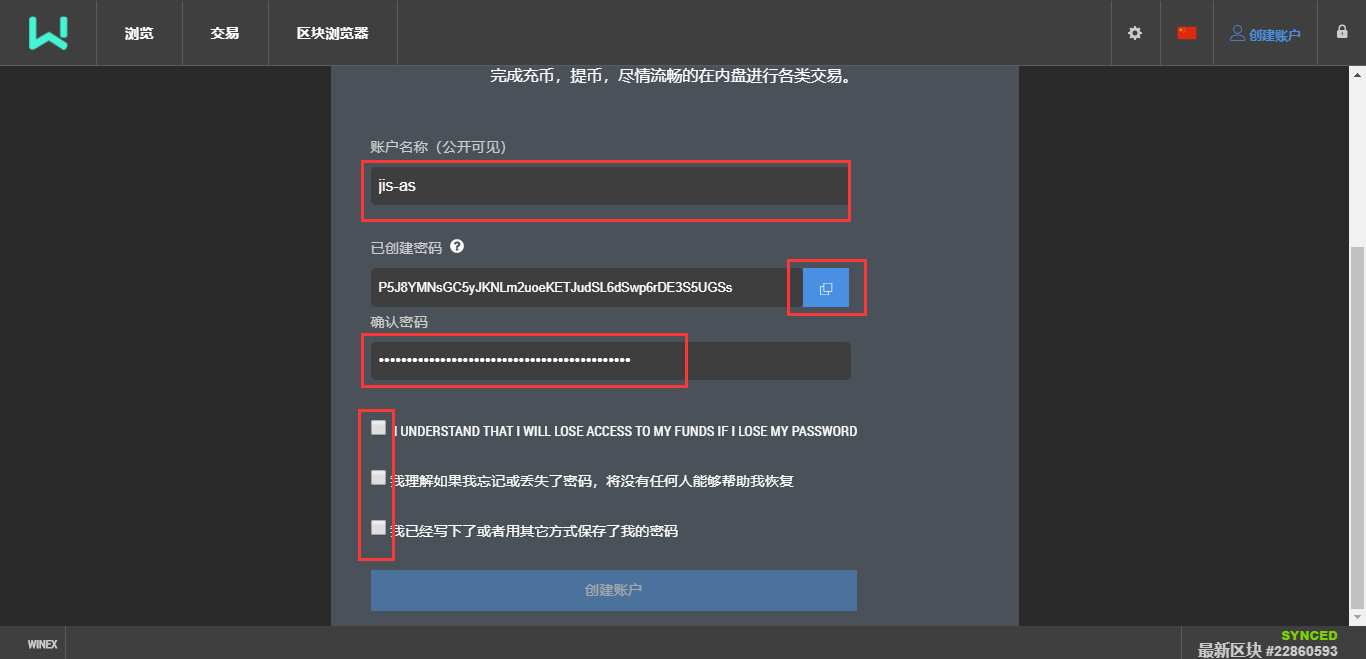 浏览
交易
区块浏览器
创建账户
完成充币，提币，尽情流畅的在内盘进行各类交易。
账户名称（公开可见）
jis-as
已创建密码
P5J8YMNsGC5yJKNLm2uoeKETJudSL6dSwp6rDE3S5UGSs
确认密码
I UNDERSTAND THAT I WILL LOSE ACCESS TO MY FUNDS IF I LOSE MY PASSWORD
我理解如果我忘记或丢失了密码，将没有任何人能够帮助我恢复
我已经写下了或者用其它方式保存了我的密码
创建账户
WINEX
SYNCED
最新区块 #22860593